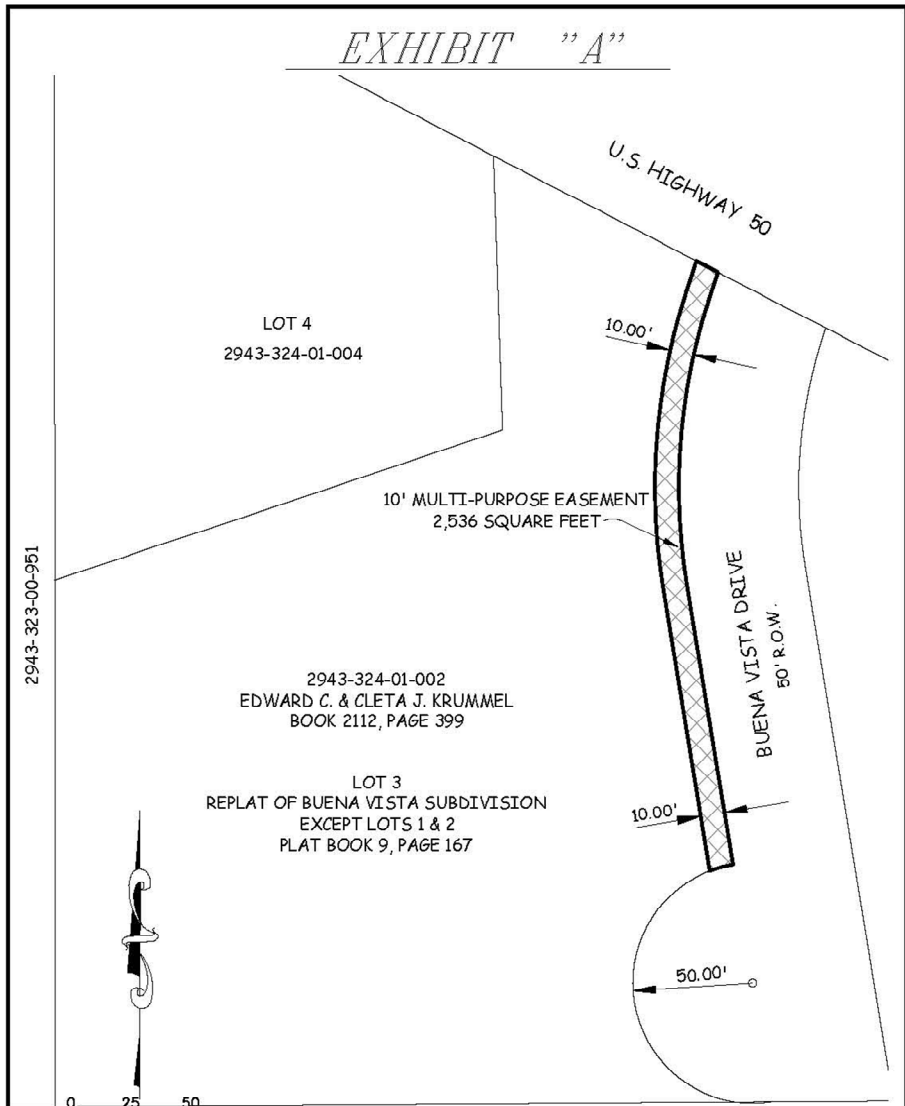 EXHIBIT "A"
U.S. HIGHWAY 50
LOT 4
2943-324-01-004
10.00'
10' MULTI-PURPOSE EASEMENT
2,536 SQUARE FEET
2943-323-00-951
BUENA VISTA DRIVE
50' R.O.W.
2943-324-01-002
EDWARD C. & CLETA J. KRUMMEL
BOOK 2112, PAGE 399
LOT 3
REPLAT OF BUENA VISTA SUBDIVISION
EXCEPT LOTS 1 & 2
PLAT BOOK 9, PAGE 167
10.00'
50.00'
0 25 50